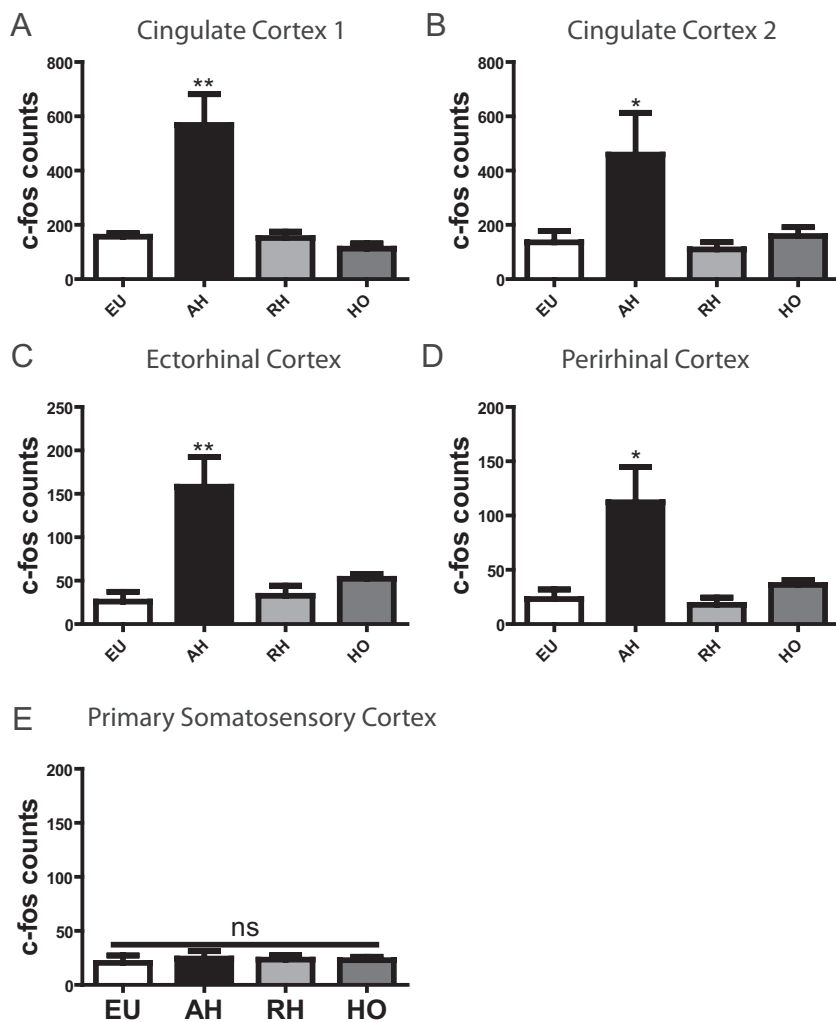 A Cingulate Cortex 1
800
600
400
200
0
c-fos counts
**
EU AH RH HO
B Cingulate Cortex 2
800
600
400
200
0
c-fos counts
*
EU AH RH HO
C Ectorhinal Cortex
250
200
150
100
50
0
c-fos counts
**
EU AH RH HO
D Perirhinal Cortex
200
150
100
50
0
c-fos counts
*
EU AH RH HO
E Primary Somatosensory Cortex
200
150
100
50
0
c-fos counts
ns
EU AH RH HO